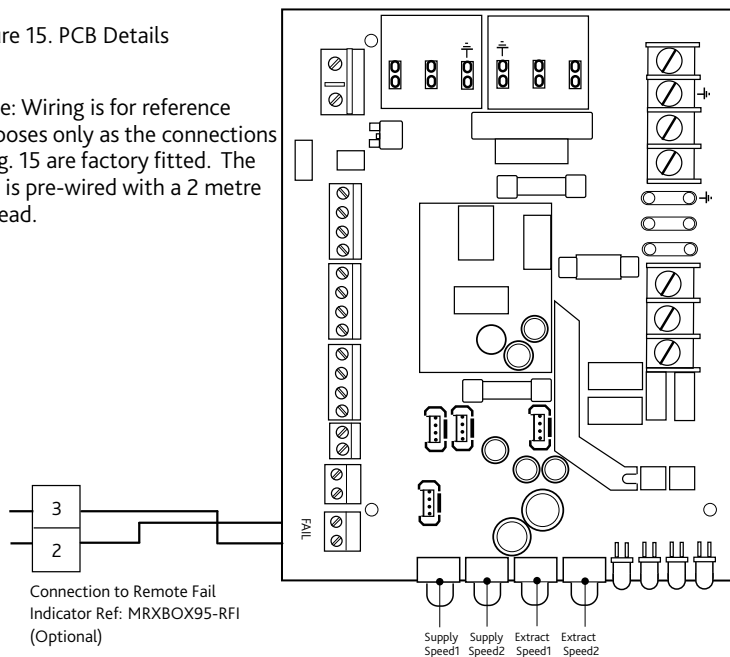 ure 15. PCB Details
e: Wiring is for reference
poses only as the connections
g. 15 are factory fitted. The
is pre-wired with a 2 metre
ead.
3
2
FAIL
Connection to Remote Fail
Indicator Ref: MRXBOX95-RFI
(Optional)
Supply Speed1
Supply Speed2
Extract Speed1
Extract Speed2